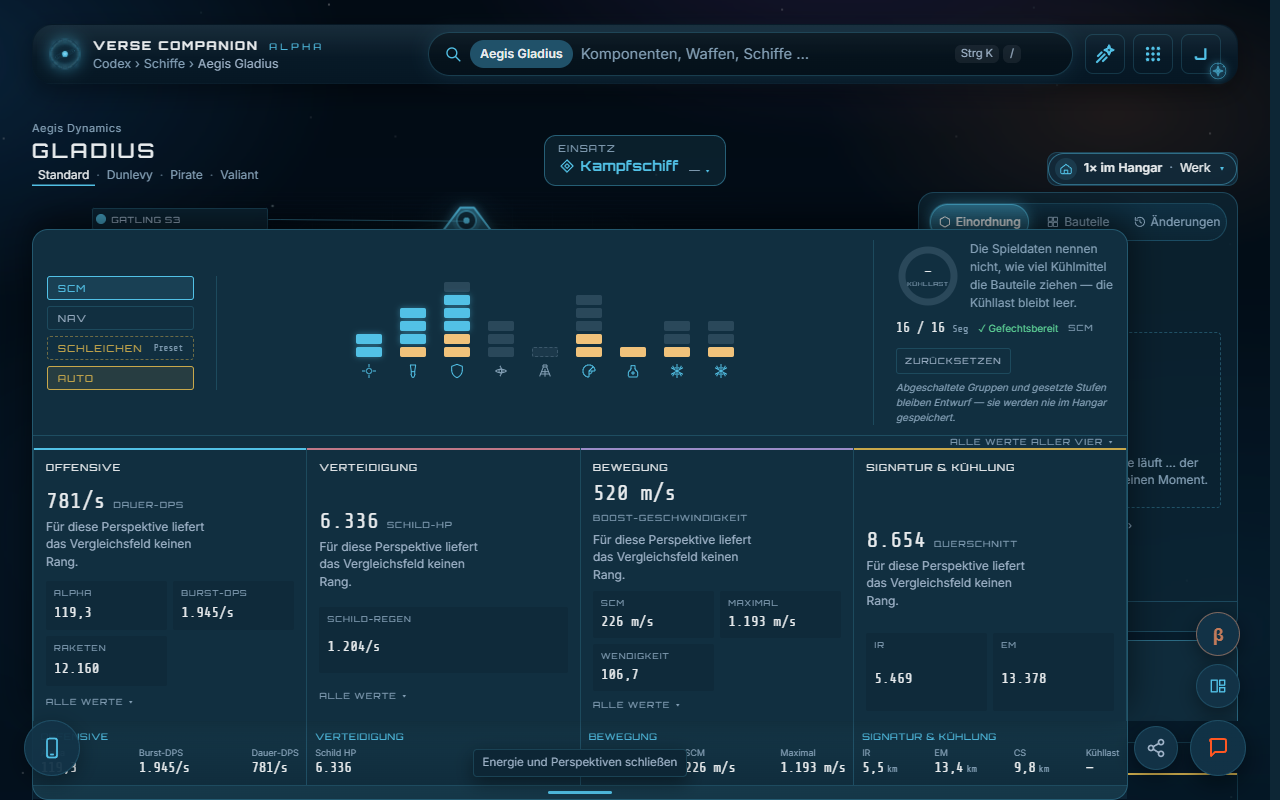 VERSE COMPANION ALPHA
Codex › Schiffe › Aegis Gladius
Aegis Gladius Komponenten, Waffen, Schiffe ... Strg K /
Aegis Dynamics
GLADIUS
Standard · Dunlevy · Pirate · Valiant
EINSATZ
Kampfschiff
1× im Hangar · Werk
GATLING S3
Einordnung Bauteile Änderungen
SCM
NAV
SCHLEICHEN Preset
AUTO
–
KÜHLLAST
Die Spieldaten nennen
nicht, wie viel Kühlmittel
die Bauteile ziehen — die
Kühllast bleibt leer.
16 / 16 Seg ✓ Gefechtsbereit SCM
ZURÜCKSETZEN
Abgeschaltete Gruppen und gesetzte Stufen
bleiben Entwurf — sie werden nie im Hangar
gespeichert.
ALLE WERTE ALLER VIER
e läuft ... der
einen Moment.
OFFENSIVE
781/s DAUER-DPS
Für diese Perspektive liefert
das Vergleichsfeld keinen
Rang.
ALPHA
119,3
BURST-DPS
1.945/s
RAKETEN
12.160
ALLE WERTE
VERTEIDIGUNG
6.336 SCHILD-HP
Für diese Perspektive liefert
das Vergleichsfeld keinen
Rang.
SCHILD-REGEN
1.204/s
ALLE WERTE
BEWEGUNG
520 m/s
BOOST-GESCHWINDIGKEIT
Für diese Perspektive liefert
das Vergleichsfeld keinen
Rang.
SCM
226 m/s
MAXIMAL
1.193 m/s
WENDIGKEIT
106,7
ALLE WERTE
SIGNATUR & KÜHLUNG
8.654 QUERSCHNITT
Für diese Perspektive liefert
das Vergleichsfeld keinen
Rang.
IR
5.469
EM
13.378
β
NSIVE
Burst-DPS Dauer-DPS
1.945/s 781/s
VERTEIDIGUNG
Schild HP
6.336
BEWEGUNG
SCM Maximal
226 m/s 1.193 m/s
SIGNATUR & KÜHLUNG
IR EM CS Kühllast
5,5 km 13,4 km 9,8 km –
Energie und Perspektiven schließen